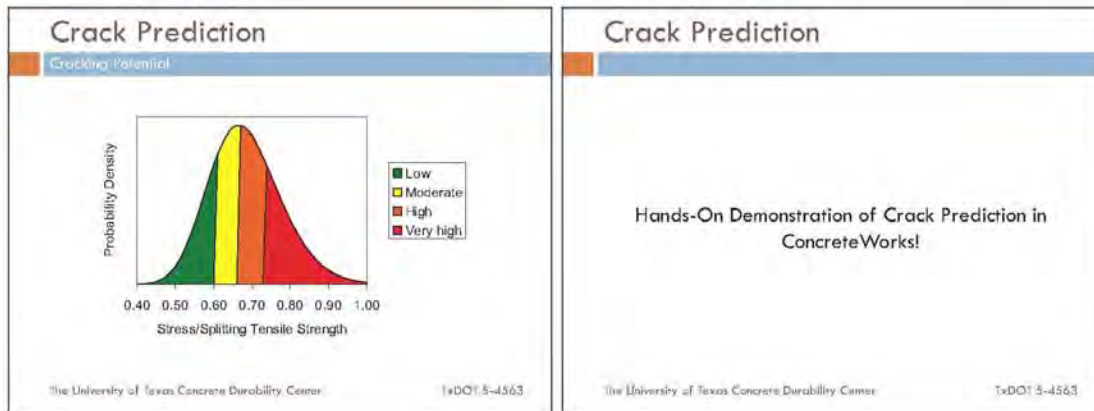 Crack Prediction
Cracking Potential
Probability Density
Low
Moderate
High
Very high
0.40 0.50 0.60 0.70 0.80 0.90 1.00
Stress/Splitting Tensile Strength
The University of Texas Concrete Durability Center
TxDOT 5-4563
Crack Prediction
Hands-On Demonstration of Crack Prediction in
ConcreteWorks!
The University of Texas Concrete Durability Center
TxDOT 5-4563